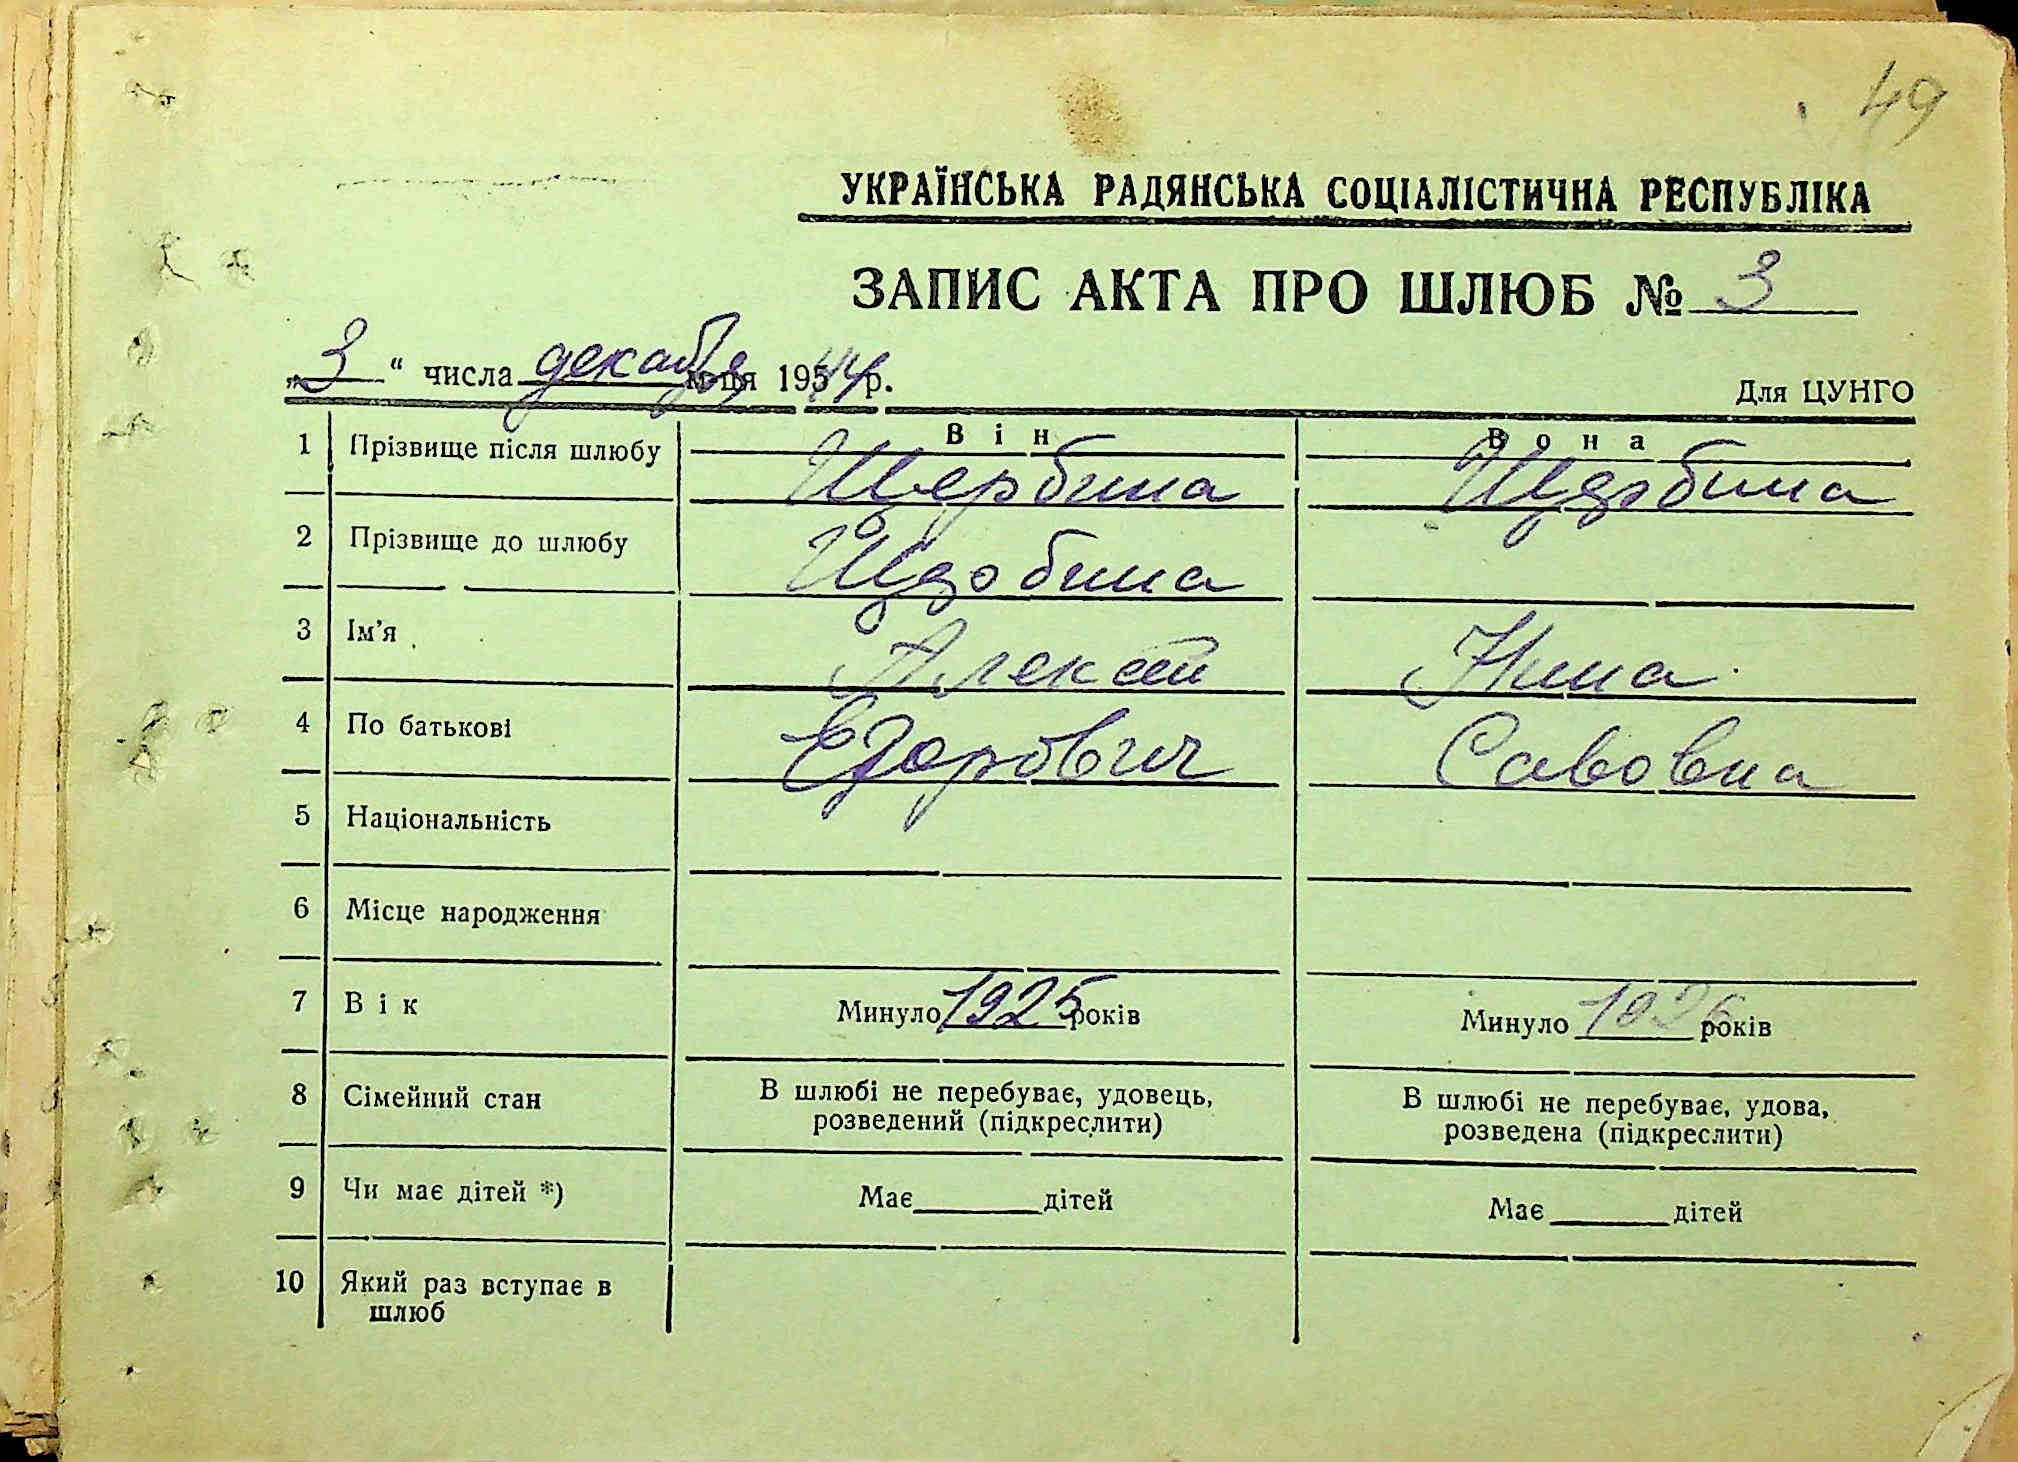 49
УКРАЇНСЬКА РАДЯНСЬКА СОЦІАЛІСТИЧНА РЕСПУБЛІКА
ЗАПИС АКТА ПРО ШЛЮБ № 3
„3“ числа декабря м-ця 1944 р.
Для ЦУНГО
Він Вона
1 Прізвище після шлюбу Щербина Щербина
2 Прізвище до шлюбу Щербина
3 Ім'я Алексей Нина
4 По батькові Егорович Савовна
5 Національність
6 Місце народження
7 Вік Минуло 1925 років Минуло 1926 років
8 Сімейний стан В шлюбі не перебуває, удовець, В шлюбі не перебуває, удова,
розведений (підкреслити) розведена (підкреслити)
9 Чи має дітей *) Має дітей Має дітей
10 Який раз вступає в
шлюб